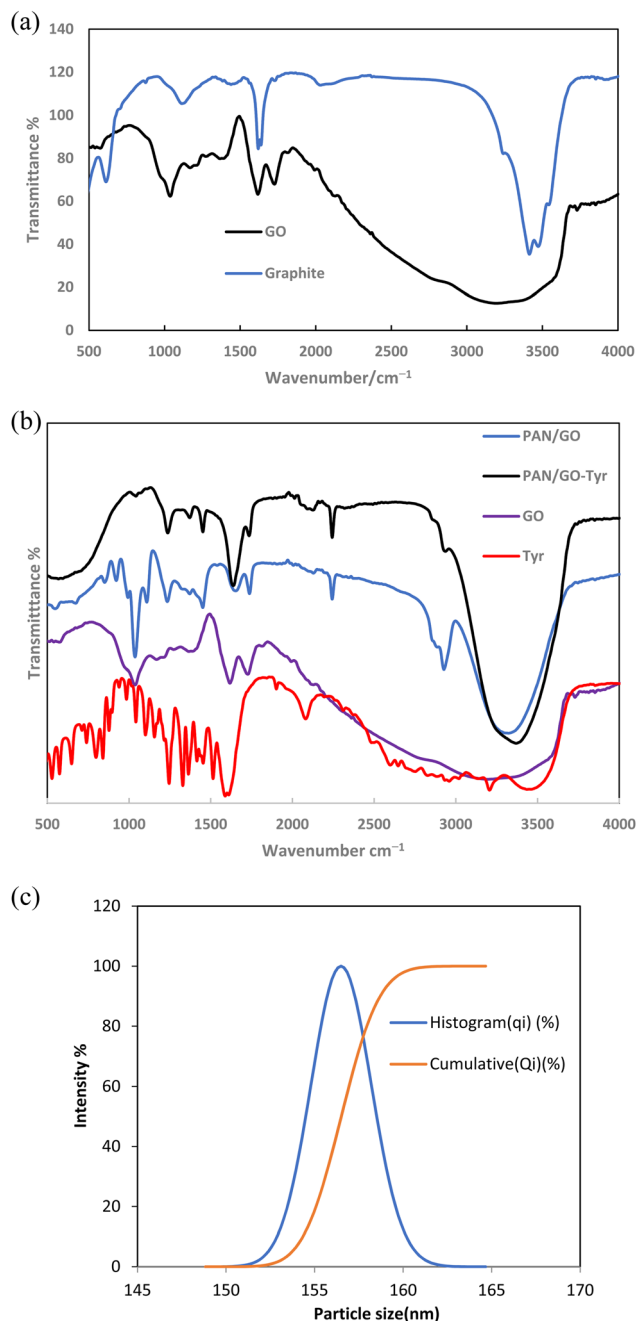 (a)
140
120
100
80
60
40
20
0
Transmittance %
GO
Graphite
500 1000 1500 2000 2500 3000 3500 4000
Wavenumber/cm⁻¹
(b)
PAN/GO
PAN/GO-Tyr
GO
Tyr
Transmitttance %
500 1000 1500 2000 2500 3000 3500 4000
Wavenumber cm⁻¹
(c)
120
100
80
60
40
20
0
Intensity %
Histogram(qi) (%)
Cumulative(Qi)(%)
145 150 155 160 165 170
Particle size(nm)